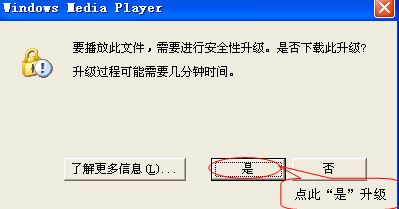 Windows Media Player
要播放此文件，需要进行安全性升级。是否下载此升级?
升级过程可能需要几分钟时间。
了解更多信息(L)...
是
否
点此“是”升级